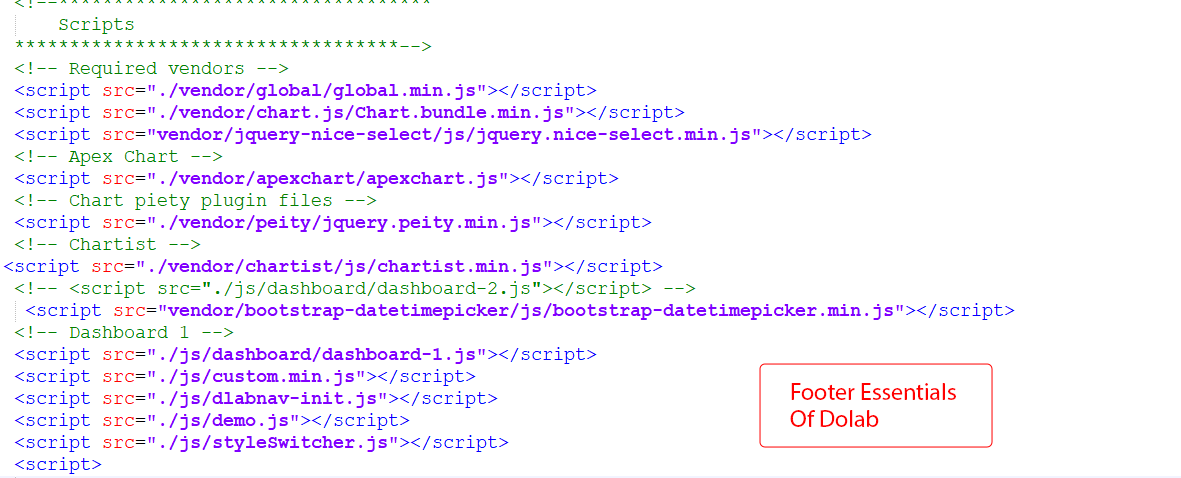 <!--**********************************
Scripts
***********************************-->
<!-- Required vendors -->
<script src="./vendor/global/global.min.js"></script>
<script src="./vendor/chart.js/Chart.bundle.min.js"></script>
<script src="vendor/jquery-nice-select/js/jquery.nice-select.min.js"></script>
<!-- Apex Chart -->
<script src="./vendor/apexchart/apexchart.js"></script>
<!-- Chart piety plugin files -->
<script src="./vendor/peity/jquery.peity.min.js"></script>
<!-- Chartist -->
<script src="./vendor/chartist/js/chartist.min.js"></script>
<!-- <script src="./js/dashboard/dashboard-2.js"></script> -->
<script src="vendor/bootstrap-datetimepicker/js/bootstrap-datetimepicker.min.js"></script>
<!-- Dashboard 1 -->
<script src="./js/dashboard/dashboard-1.js"></script>
<script src="./js/custom.min.js"></script>
<script src="./js/dlabnav-init.js"></script>
<script src="./js/demo.js"></script>
<script src="./js/styleSwitcher.js"></script>
<script>
Footer Essentials
Of Dolab